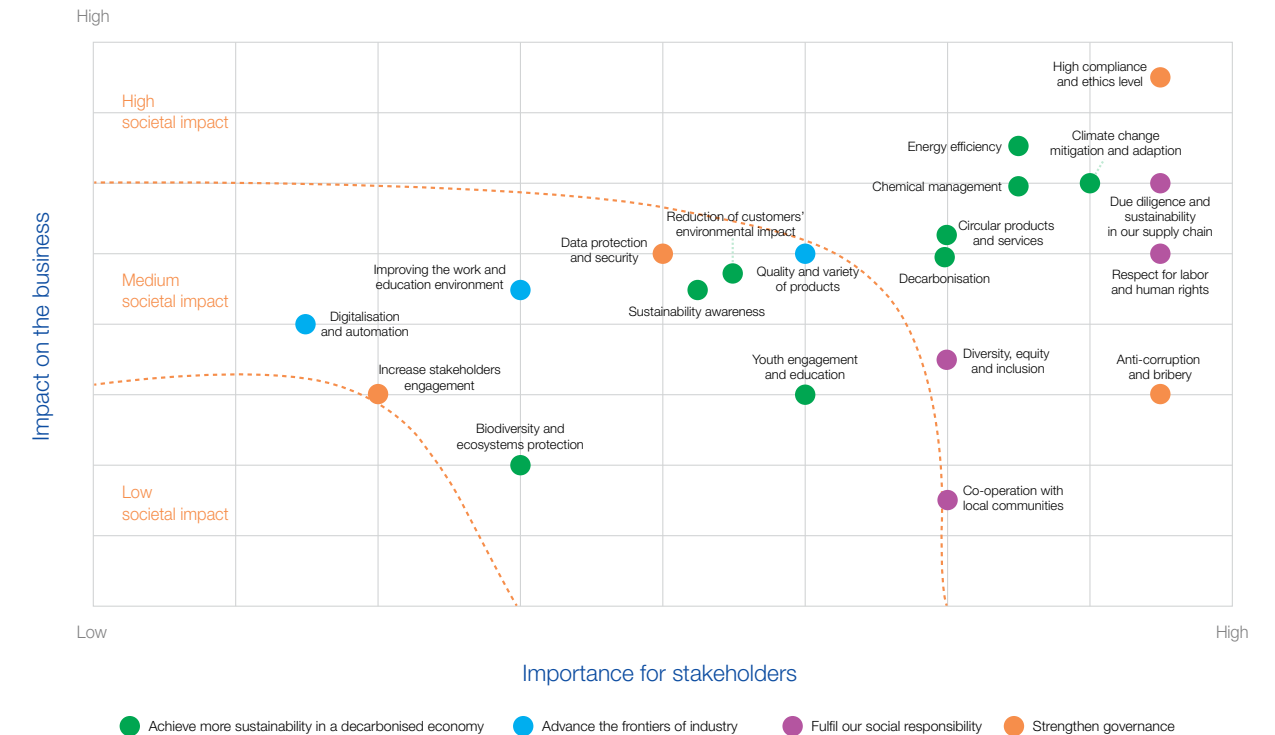 High
High compliance
and ethics level
High
societal impact
Climate change
mitigation and adaption
Energy efficiency
Chemical management
Due diligence and
sustainability
in our supply chain
Reduction of customers'
environmental impact
Circular products
and services
Data protection
and security
Improving the work and
education environment
Quality and variety
of products
Decarbonisation
Respect for labor
and human rights
Medium
societal impact
Sustainability awareness
Digitalisation
and automation
Impact on the business
Increase stakeholders
engagement
Youth engagement
and education
Diversity, equity
and inclusion
Anti-corruption
and bribery
Biodiversity and
ecosystems protection
Low
societal impact
Co-operation with
local communities
Low
High
Importance for stakeholders
Achieve more sustainability in a decarbonised economy
Advance the frontiers of industry
Fulfil our social responsibility
Strengthen governance